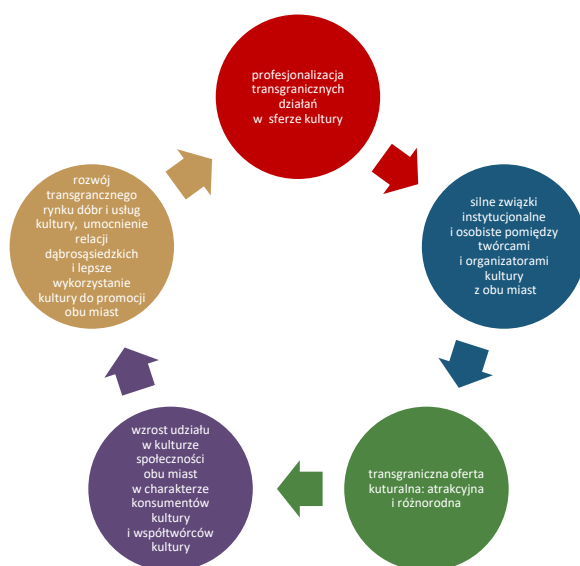 profesjonalizacja
transgranicznych
działań
w sferze kultury
silne związki
instytucjonalne
i osobiste pomiędzy
twórcami
i organizatorami
kultury
z obu miast
transgraniczna oferta
kuturalna: atrakcyjna
i różnorodna
wzrost udziału
w kulturze
społeczności
obu miast
w charakterze
konsumentów
kultury
i współtwórców
kultury
rozwój
transgrancznego
rynku dóbr i usług
kultury, umocnienie
relacji
dąbrosąsiedzkich
i lepsze
wykorzystanie
kultury do promocji
obu miast